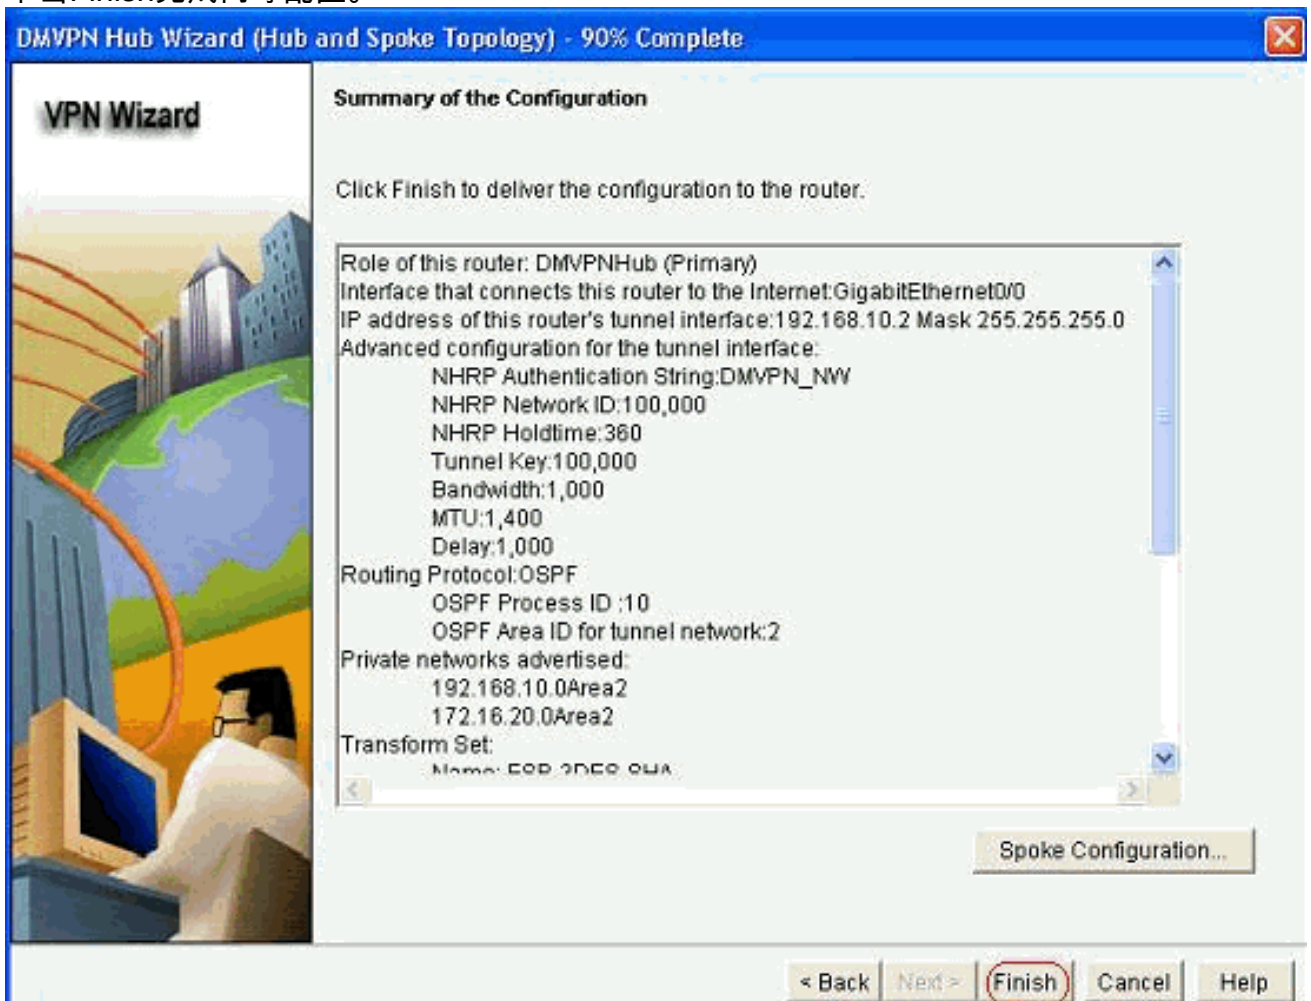 DMVPN Hub Wizard (Hub and Spoke Topology) - 90% Complete
VPN Wizard
Summary of the Configuration
Click Finish to deliver the configuration to the router.
Role of this router: DMVPNHub (Primary)
Interface that connects this router to the Internet:GigabitEthernet0/0
IP address of this router's tunnel interface:192.168.10.2 Mask 255.255.255.0
Advanced configuration for the tunnel interface:
NHRP Authentication String:DMVPN_NW
NHRP Network ID:100,000
NHRP Holdtime:360
Tunnel Key:100,000
Bandwidth:1,000
MTU:1,400
Delay:1,000
Routing Protocol:OSPF
OSPF Process ID :10
OSPF Area ID for tunnel network:2
Private networks advertised:
192.168.10.0Area2
172.16.20.0Area2
Transform Set:
Name: ESP-3DES-SHA
Spoke Configuration...
< Back Next > Finish Cancel Help